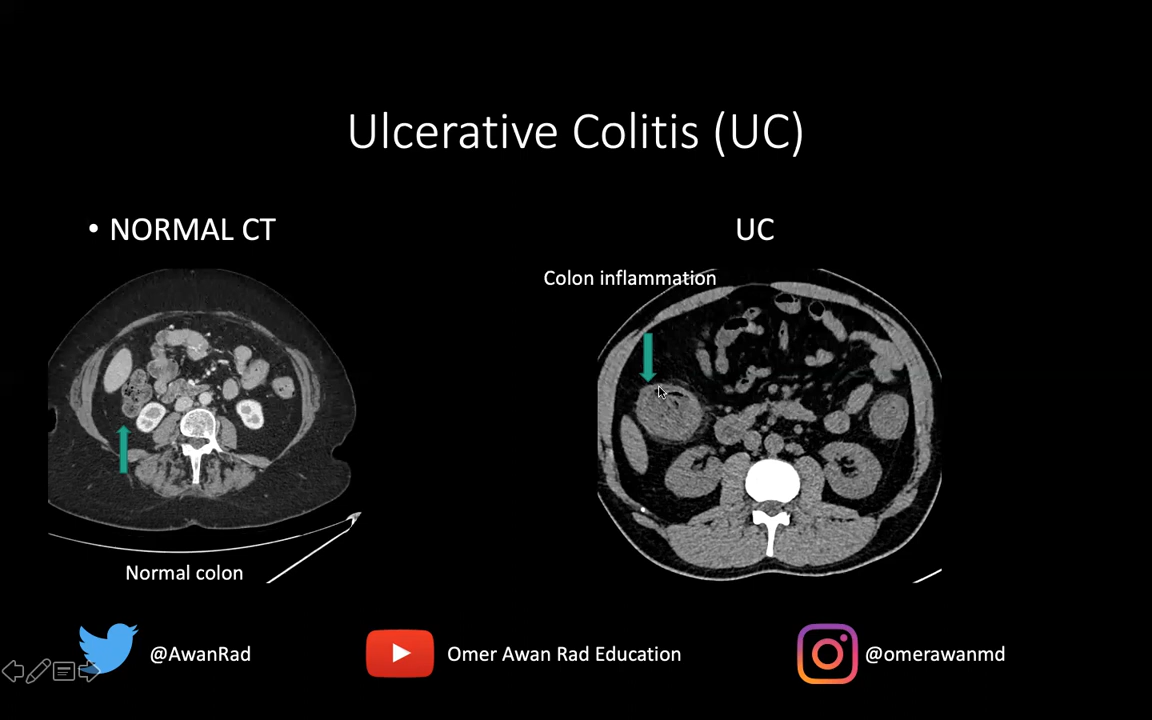 Ulcerative Colitis (UC)
• NORMAL CT
UC
Colon inflammation
Normal colon
@AwanRad
Omer Awan Rad Education
@omerawanmd